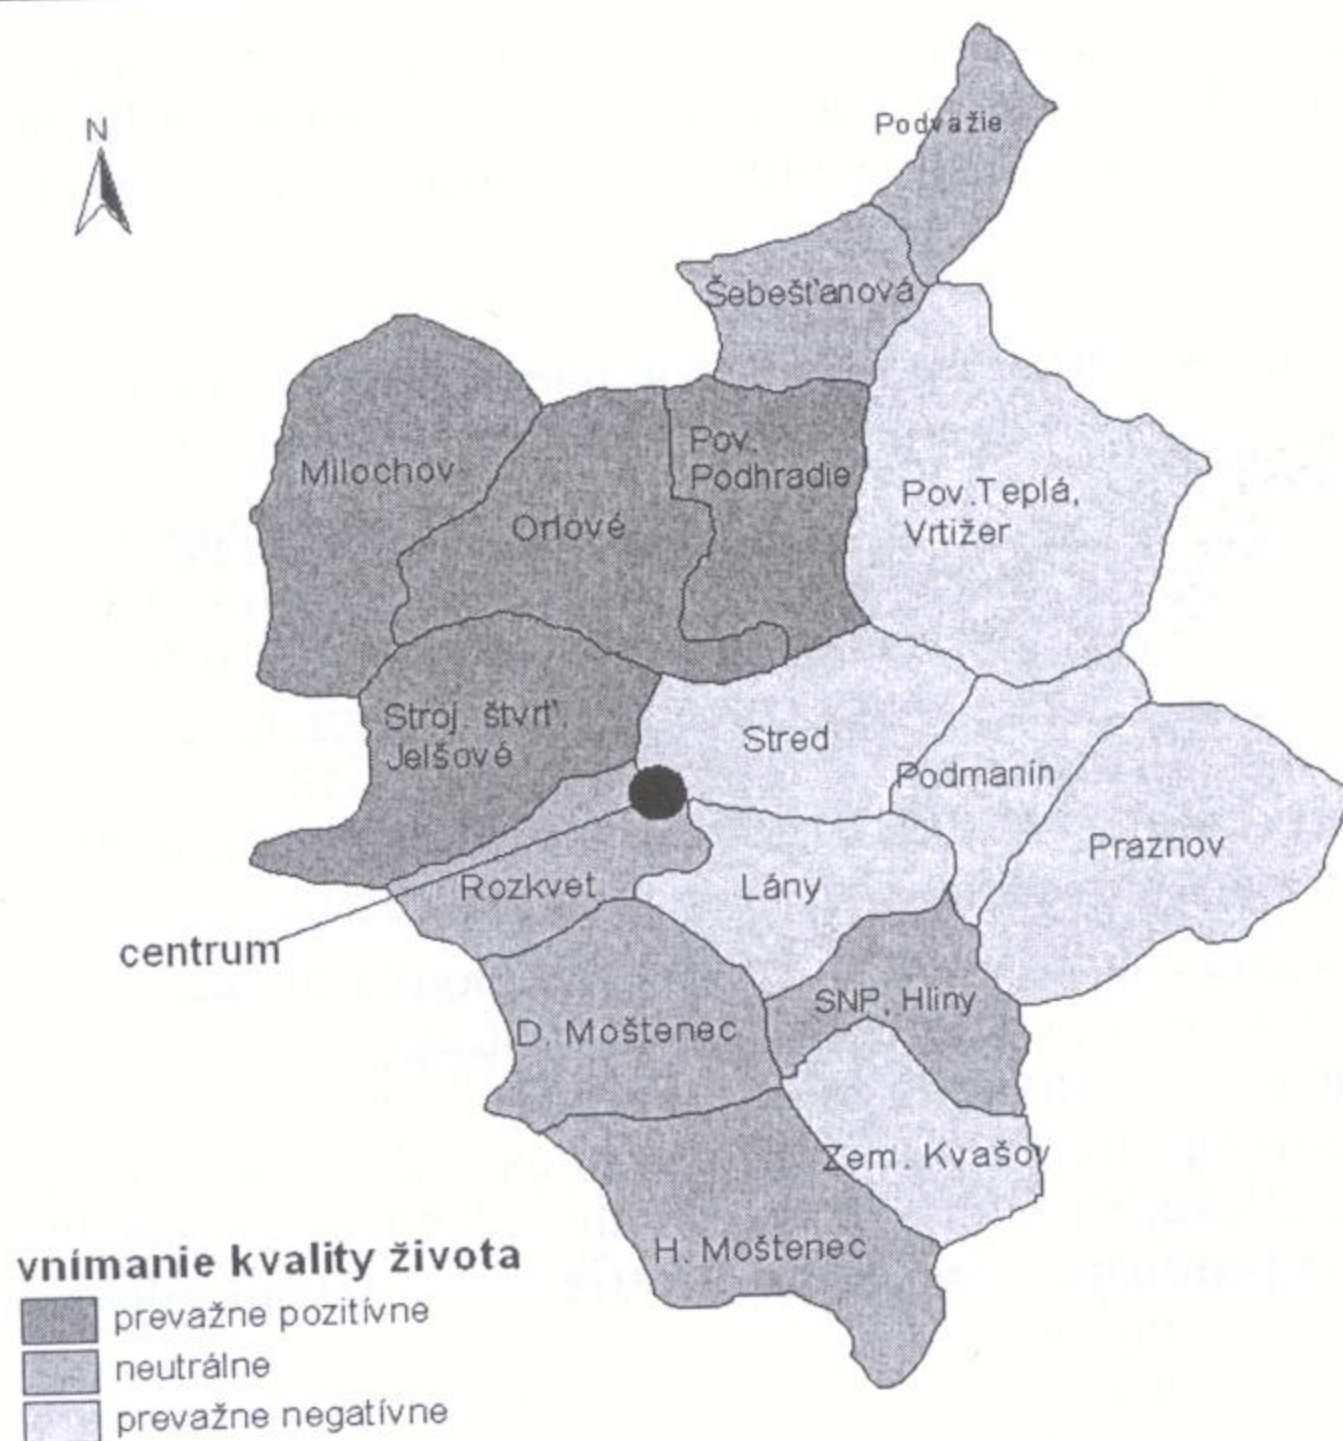 N
Podvažie
Šebešťanová
Milochov
Pov.
Podhradie
Orlové
Pov.Teplá,
Vrtižer
Stroj. štvrť,
Jelšové
Stred
Podmanín
Praznov
Rozkvet
Lány
centrum
SNP, Hliny
D. Moštenec
Zem. Kvašov
H. Moštenec
vnímanie kvality života
prevažne pozitívne
neutrálne
prevažne negatívne